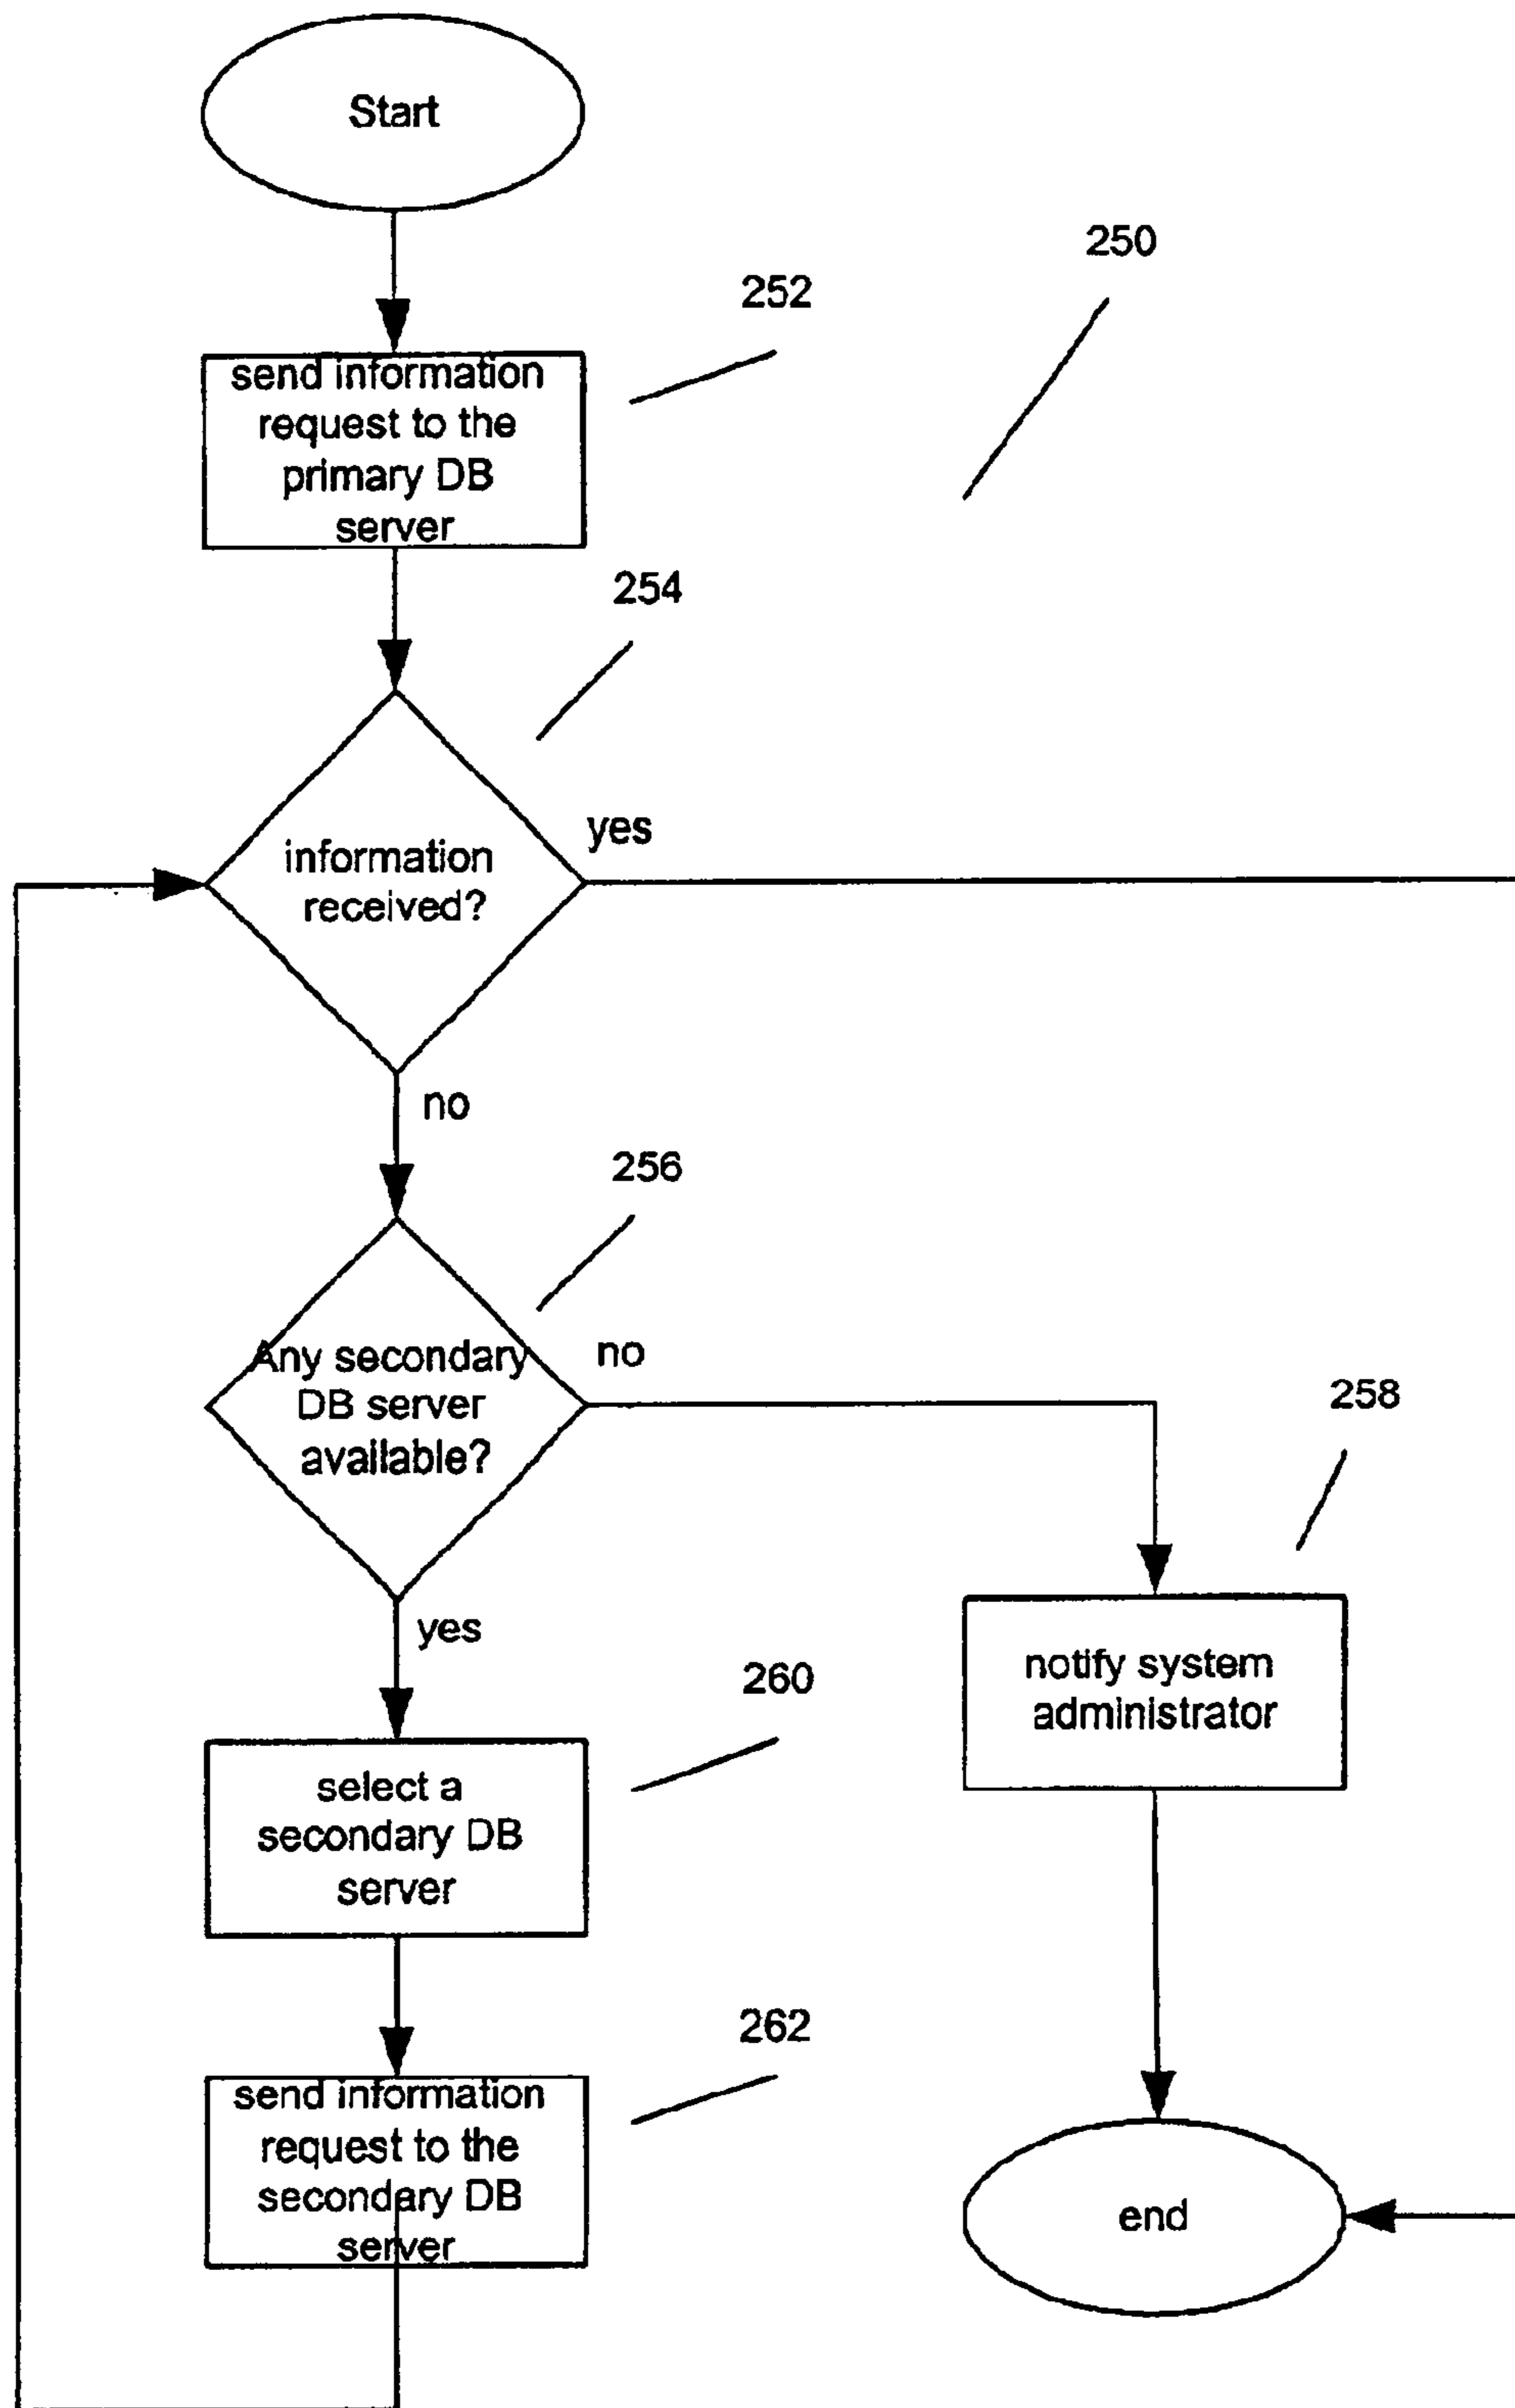 Start
250
252
send information
request to the
primary DB
server
254
information
received?
yes
no
256
Any secondary
DB server
available?
no
258
yes
notify system
administrator
260
select a
secondary DB
server
262
send information
request to the
secondary DB
server
end